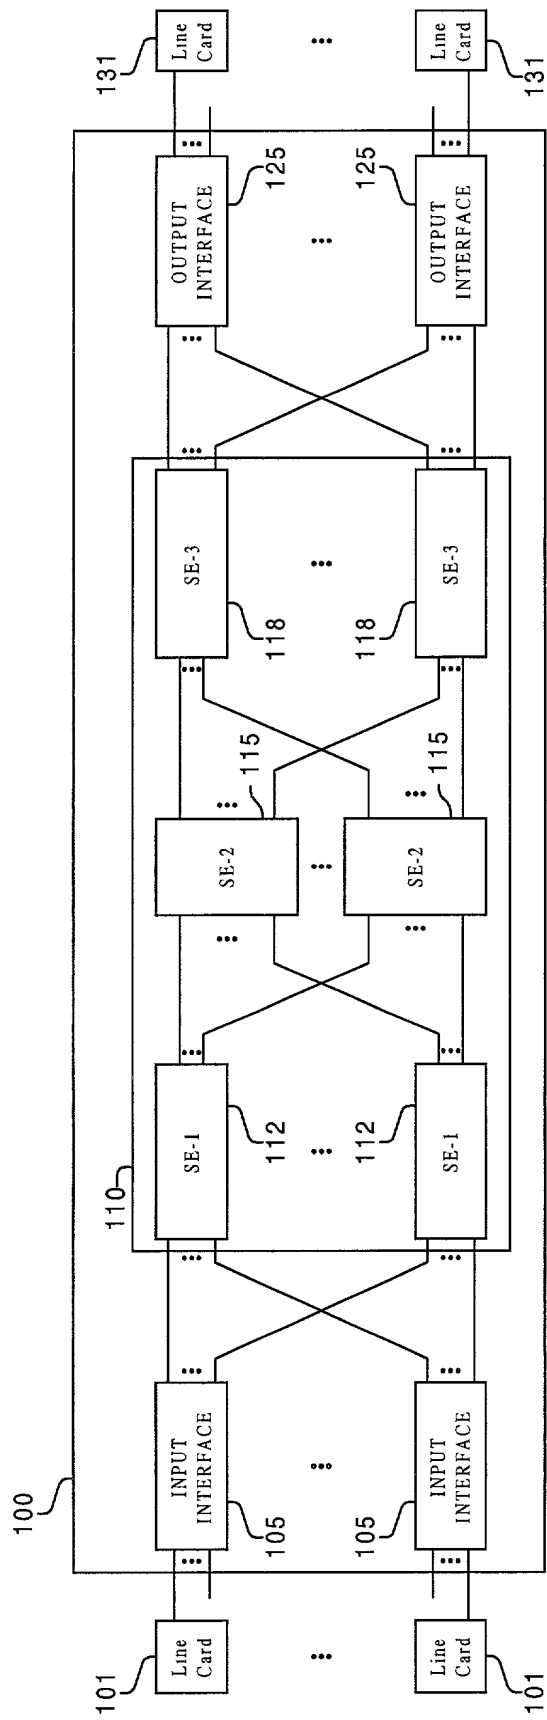 100
101
110
131
Line
Card
INPUT
INTERFACE
SE-1
SE-2
SE-3
OUTPUT
INTERFACE
Line
Card
105
112
115
118
125
105
112
115
118
125
Line
Card
INPUT
INTERFACE
SE-1
SE-2
SE-3
OUTPUT
INTERFACE
Line
Card
101
131